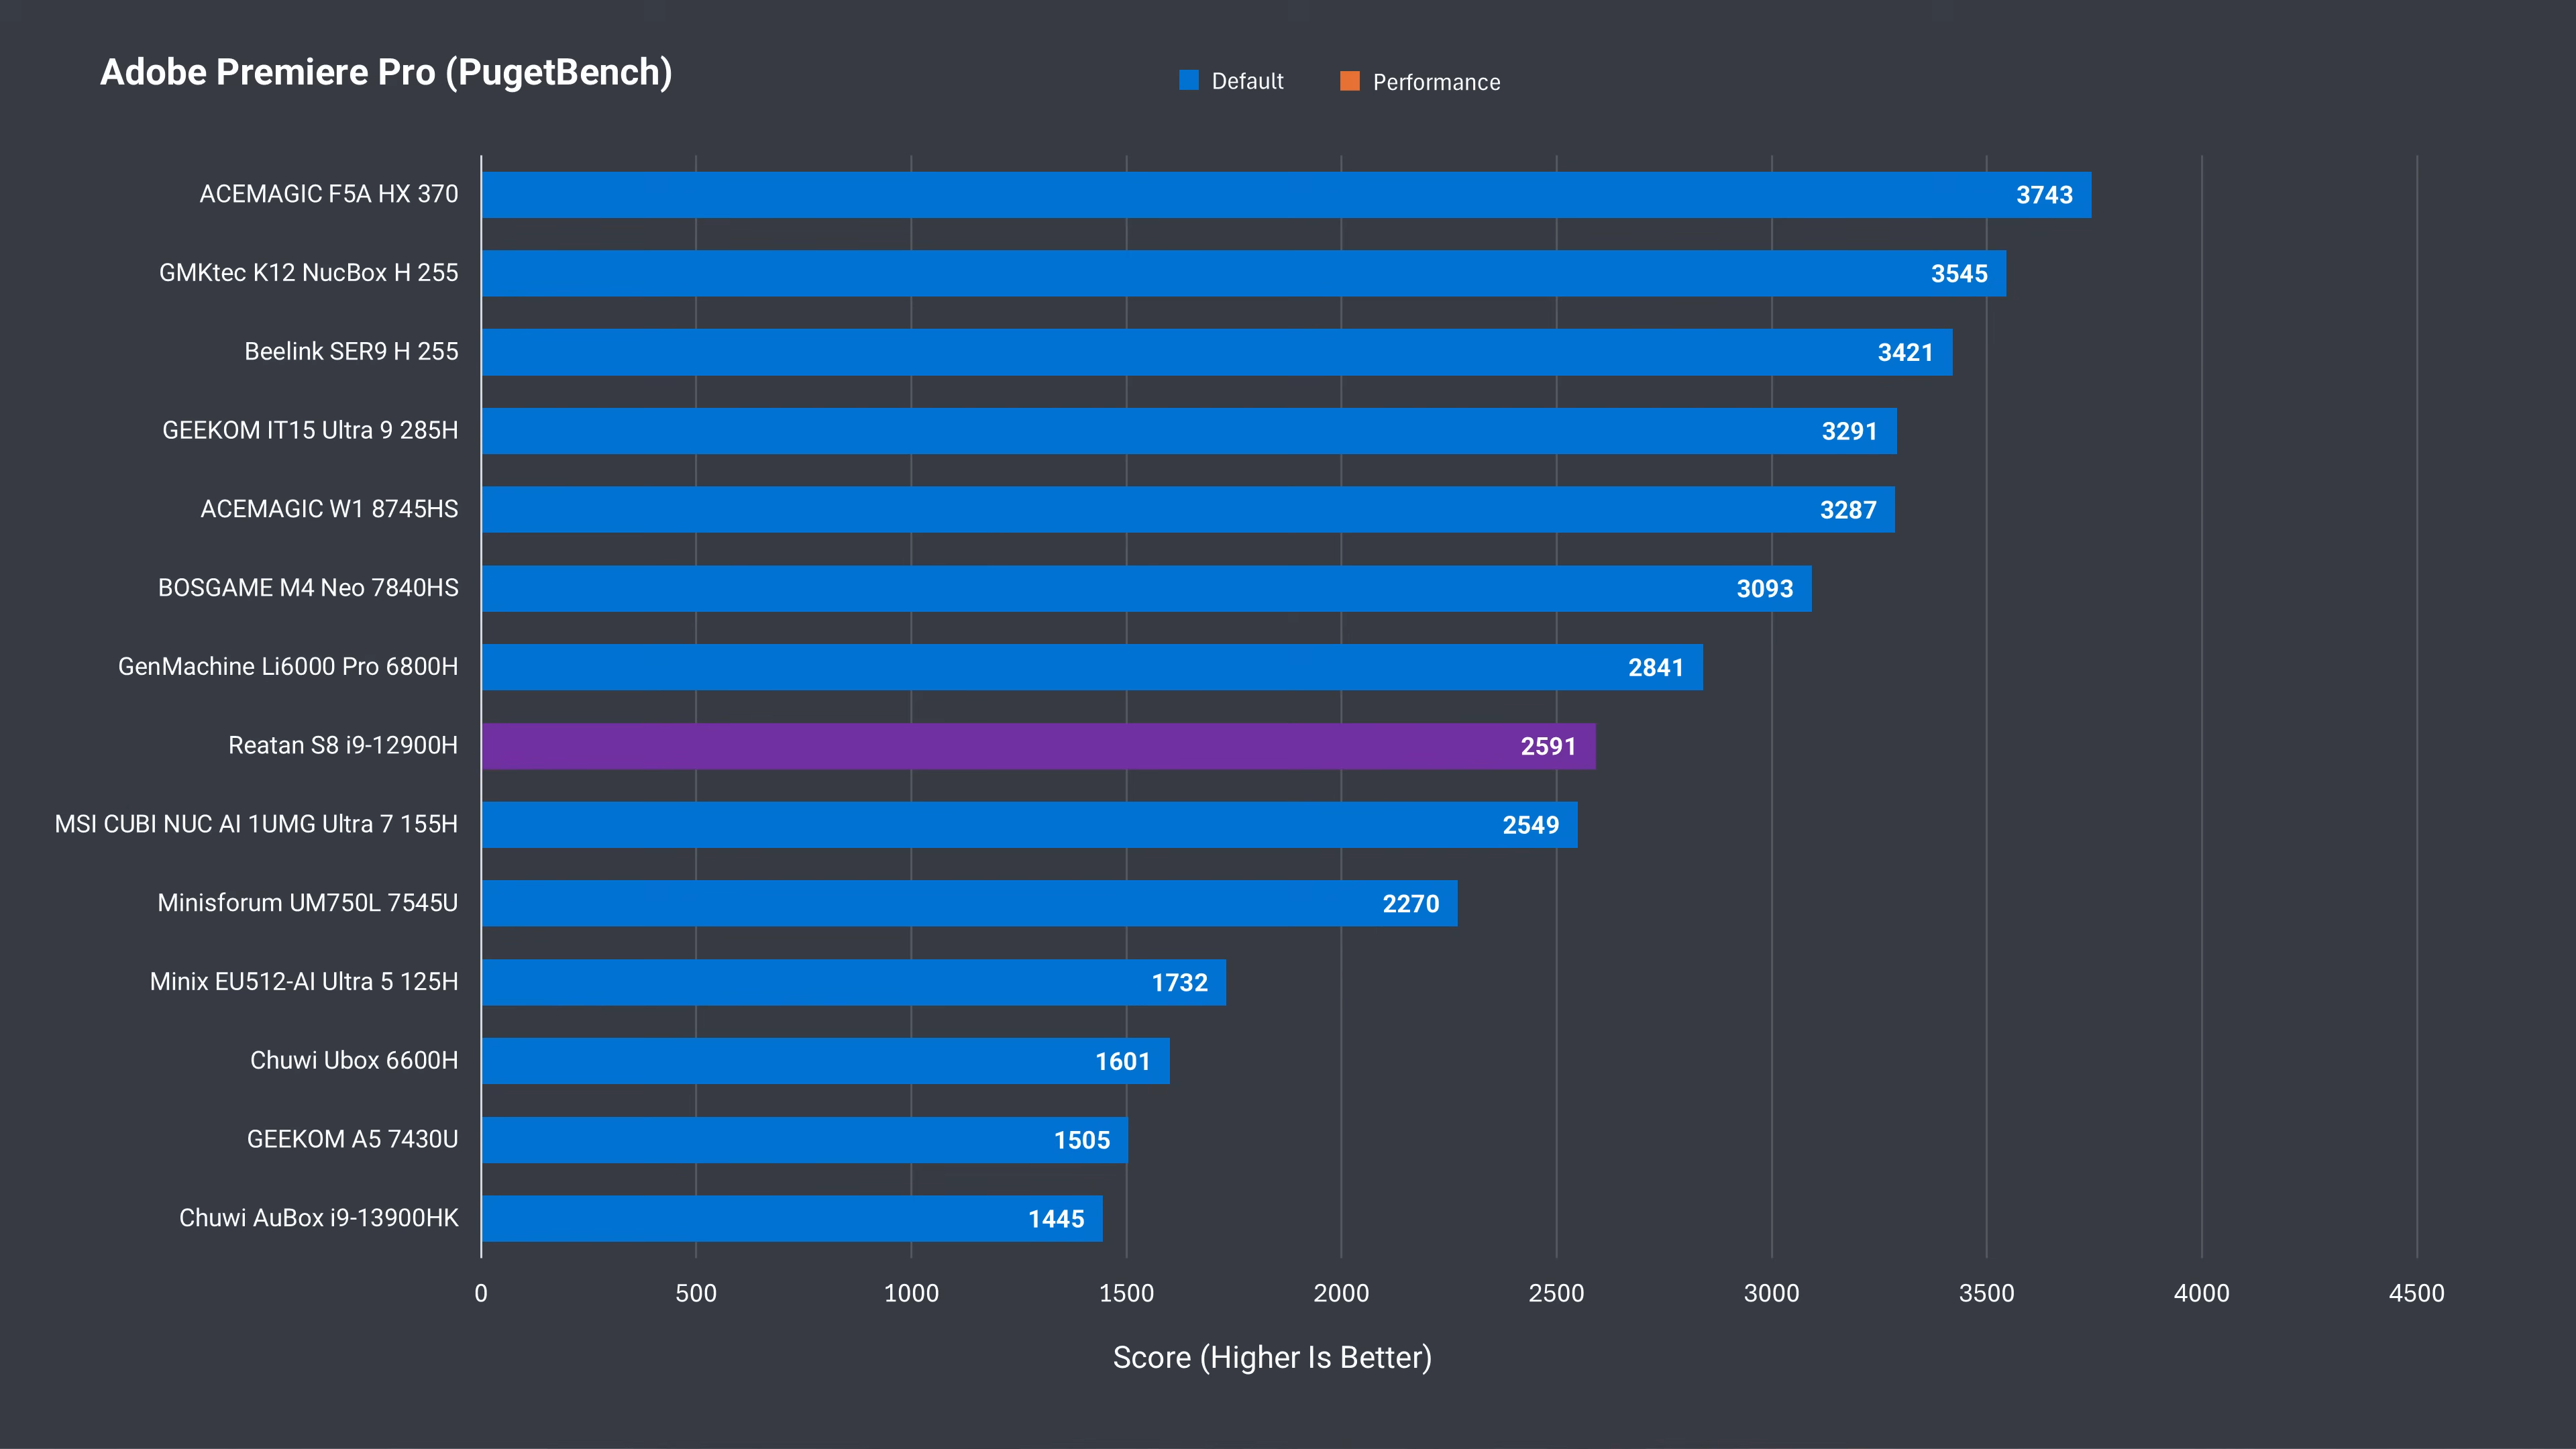 Adobe Premiere Pro (PugetBench)
Default
Performance
ACEMAGIC F5A HX 370
3743
GMKtec K12 NucBox H 255
3545
Beelink SER9 H 255
3421
GEEKOM IT15 Ultra 9 285H
3291
ACEMAGIC W1 8745HS
3287
BOSGAME M4 Neo 7840HS
3093
GenMachine Li6000 Pro 6800H
2841
Reatan S8 i9-12900H
2591
MSI CUBI NUC AI 1UMG Ultra 7 155H
2549
Minisforum UM750L 7545U
2270
Minix EU512-AI Ultra 5 125H
1732
Chuwi Ubox 6600H
1601
GEEKOM A5 7430U
1505
Chuwi AuBox i9-13900HK
1445
0 500 1000 1500 2000 2500 3000 3500 4000 4500
Score (Higher Is Better)